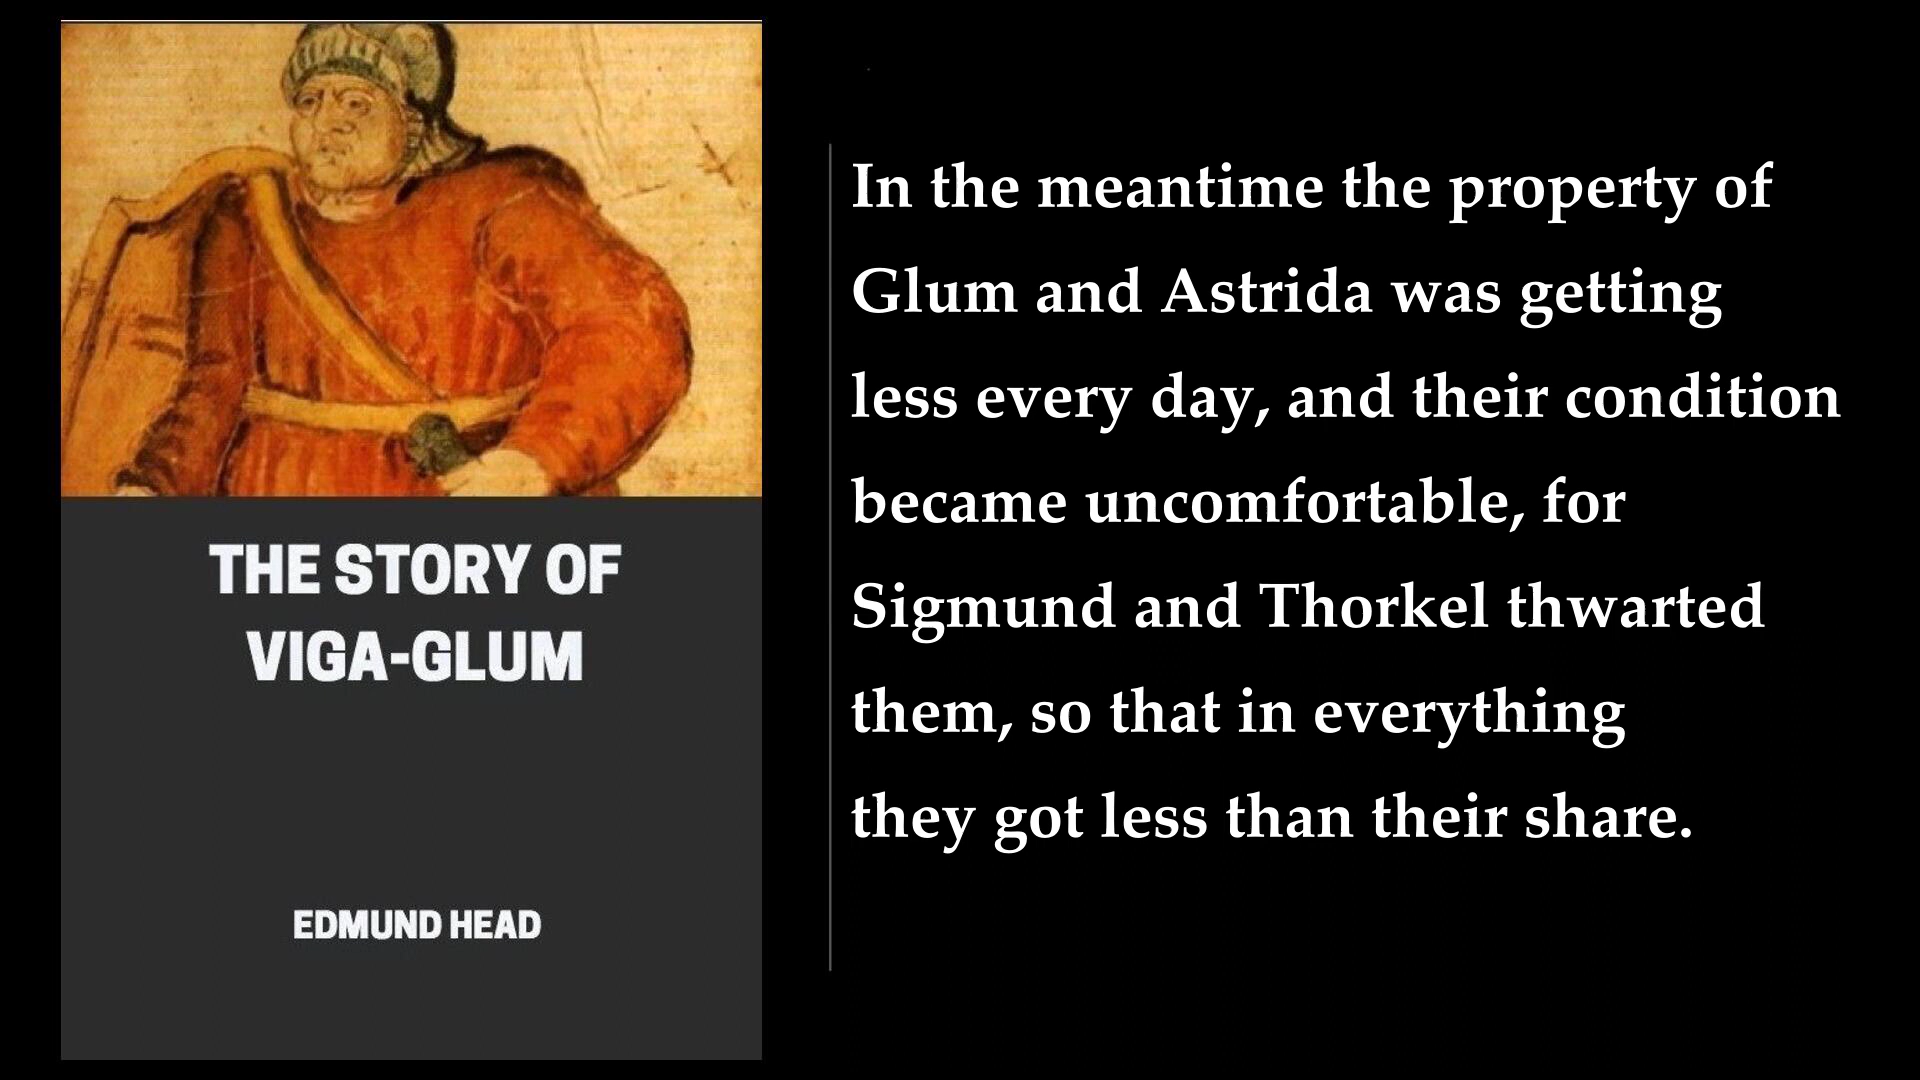 THE STORY OF
VIGA-GLUM
EDMUND HEAD
In the meantime the property of
Glum and Astrida was getting
less every day, and their condition
became uncomfortable, for
Sigmund and Thorkel thwarted
them, so that in everything
they got less than their share.